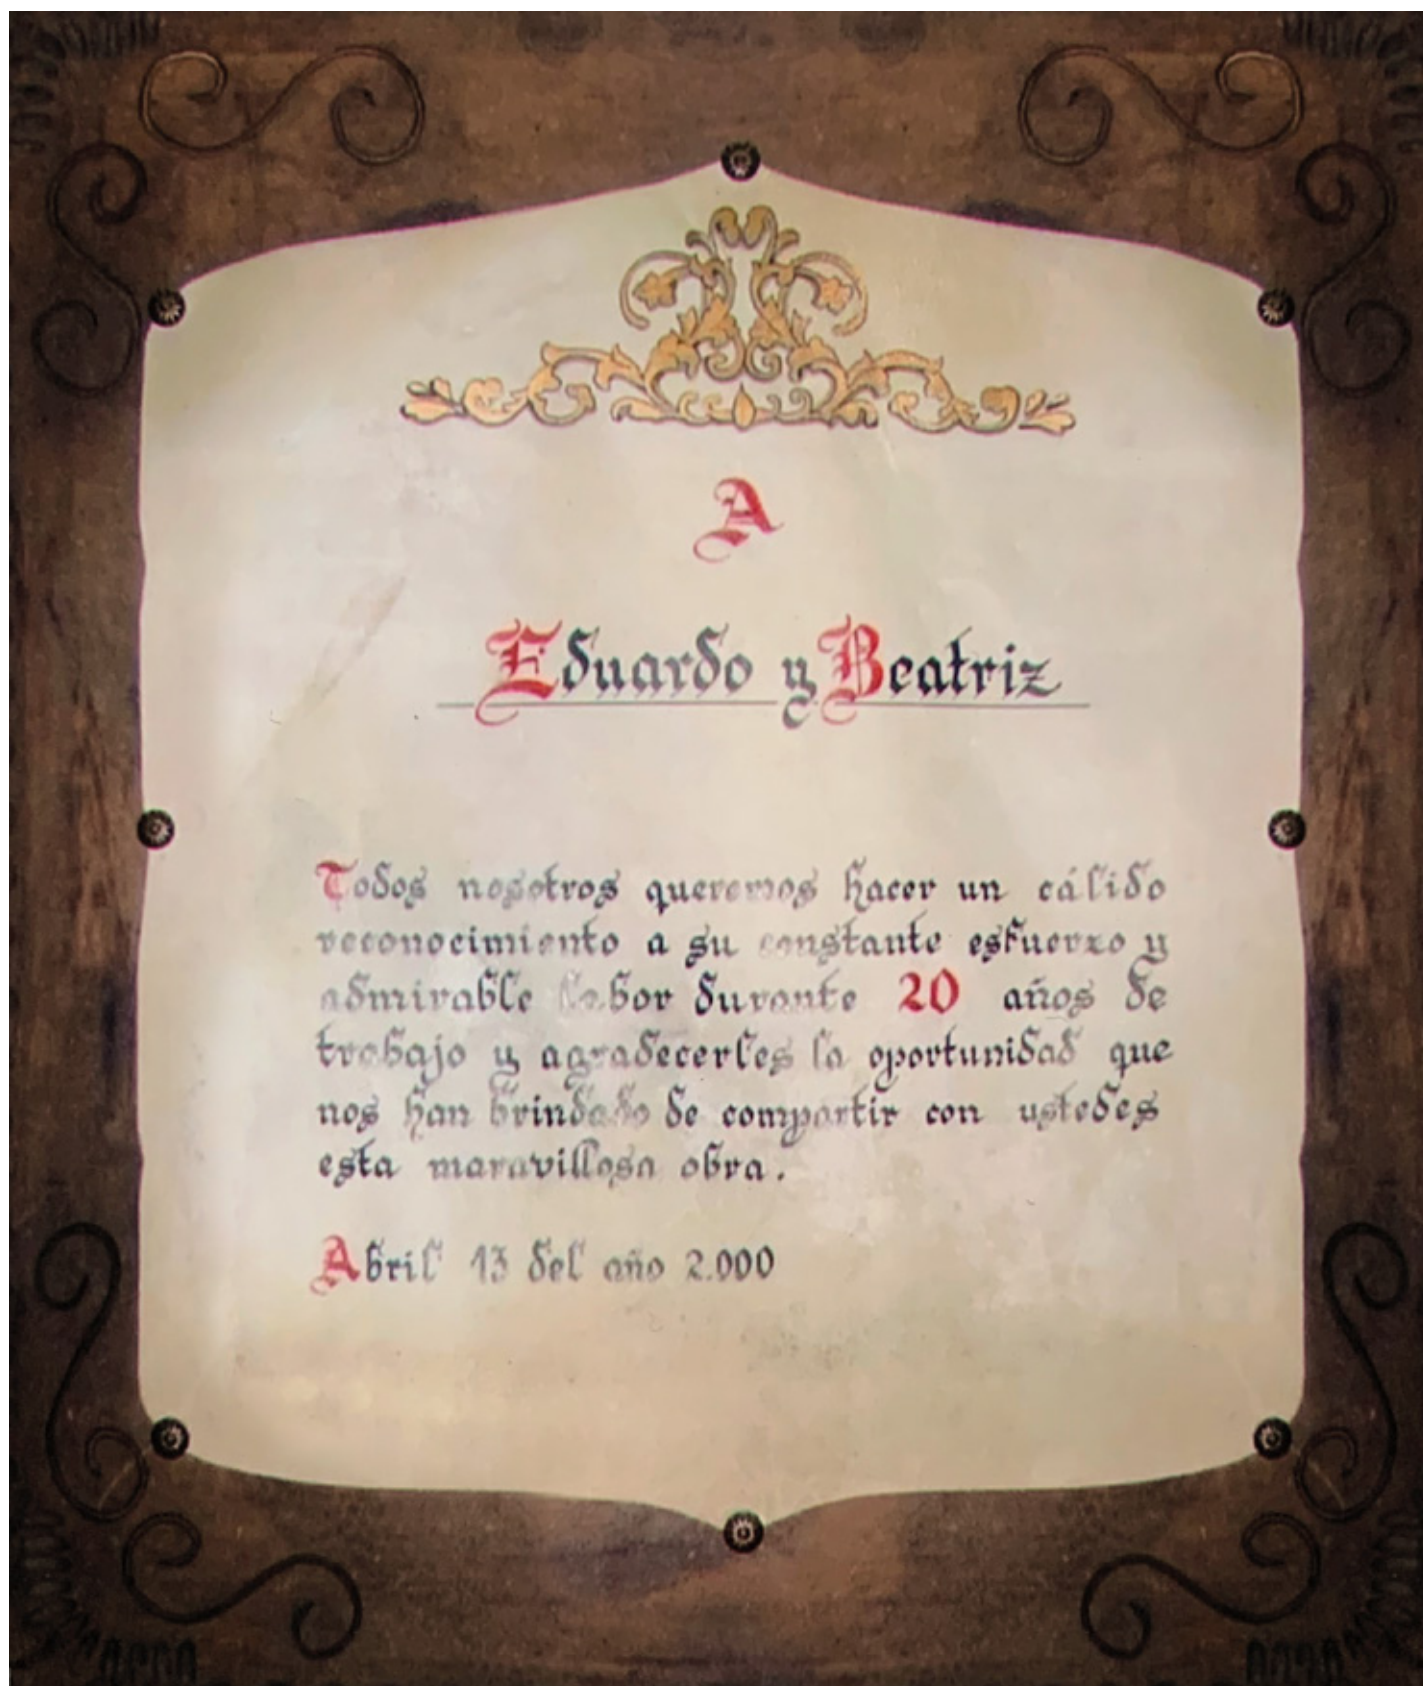 A
Eduardo y Beatriz
Todos nosotros queremos hacer un cálido
reconocimiento a su constante esfuerzo y
admirable labor durante 20 años de
trabajo y agradecerles la oportunidad que
nos han brindado de compartir con ustedes
esta maravillosa obra.
Abril 13 del año 2.000